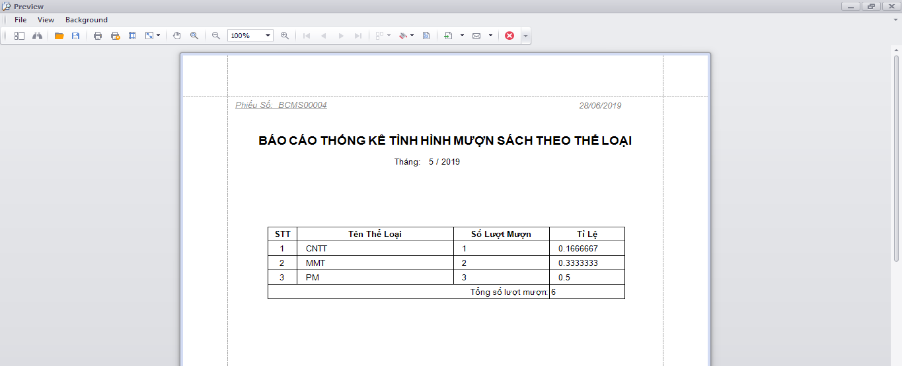 Preview
File View Background
100%
Phiếu Số. BCMS00004 28/06/2019
BÁO CÁO THỐNG KÊ TÌNH HÌNH MƯỢN SÁCH THEO THỂ LOẠI
Tháng: 5 / 2019
STT Tên Thể Loại Số Lượt Mượn Tỉ Lệ
1 CNTT 1 0.1666667
2 MMT 2 0.3333333
3 PM 3 0.5
Tổng số lượt mượn: 6